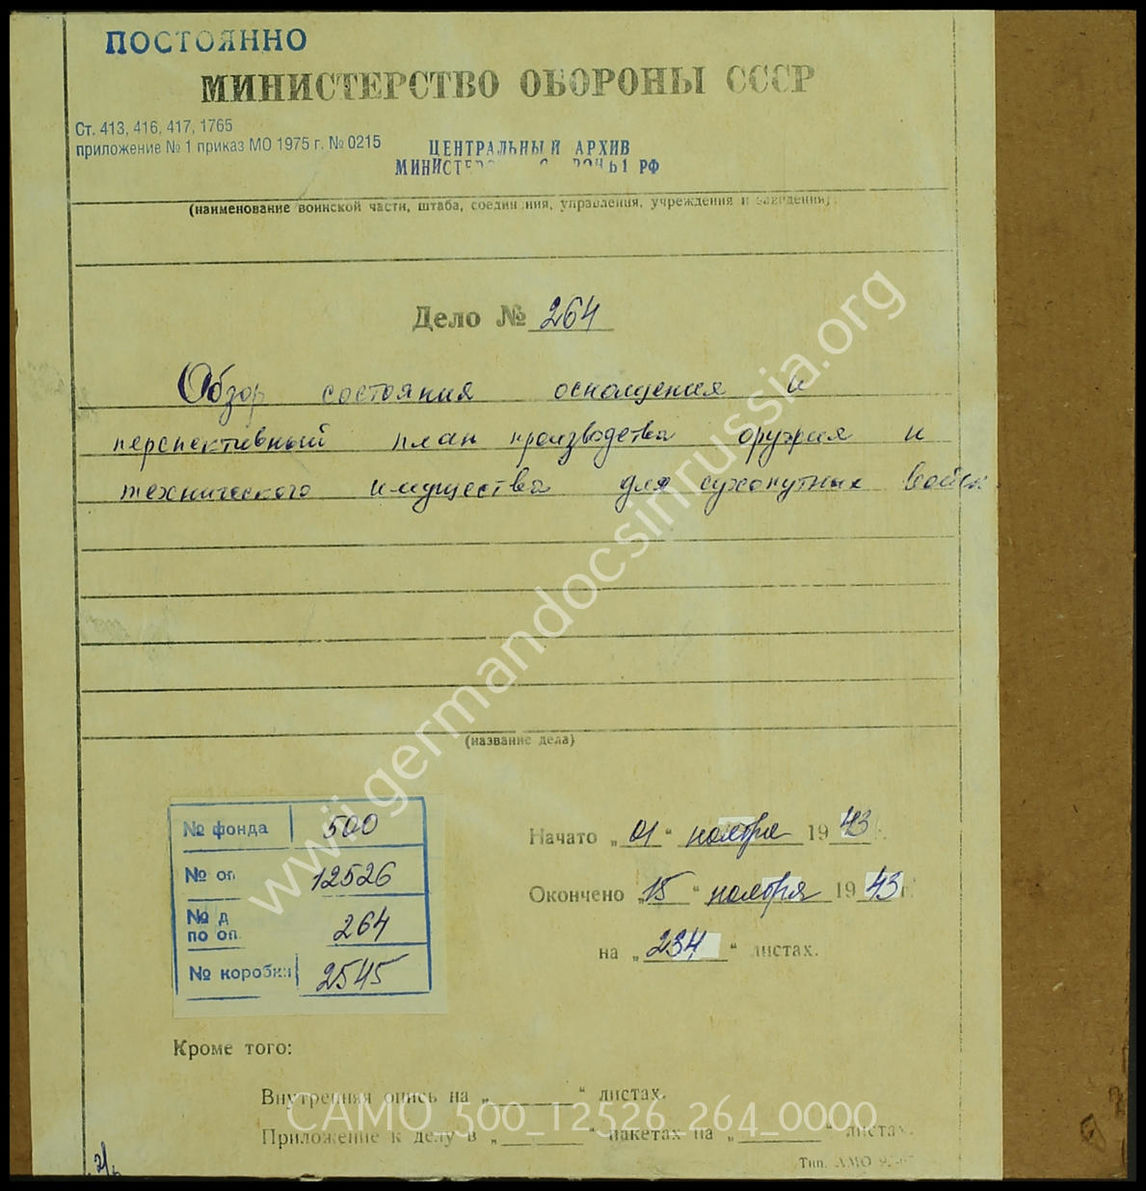 ПОСТОЯННО
МИНИСТЕРСТВО ОБОРОНЫ СССР
Ст. 413, 416, 417, 1765
приложение № 1 приказ МО 1975 г. № 0215
ЦЕНТРАЛЬНЫЙ АРХИВ
РФ
(наименование воинской части, штаба, соединения, управления, учреждения и заведения)
Дело № 264
Обзор состояния оснащения и
перспективный план производства оружия и
технического имущества для сухопутных войск
(название дела)
№ фонда 500
№ оп. 12526
№ д
по оп. 264
№ коробки 2545
Начато „01“ ноября 1943 г.
Окончено „15“ ноября 1943 г.
на „234“ листах.
Кроме того:
Внутренняя опись на „ “ листах.
Приложение к делу в „ “ пакетах на „ “ листах.
Тип. АМО
wwii.germandocsinrussia.org
CAMO_500_12526_264_0000